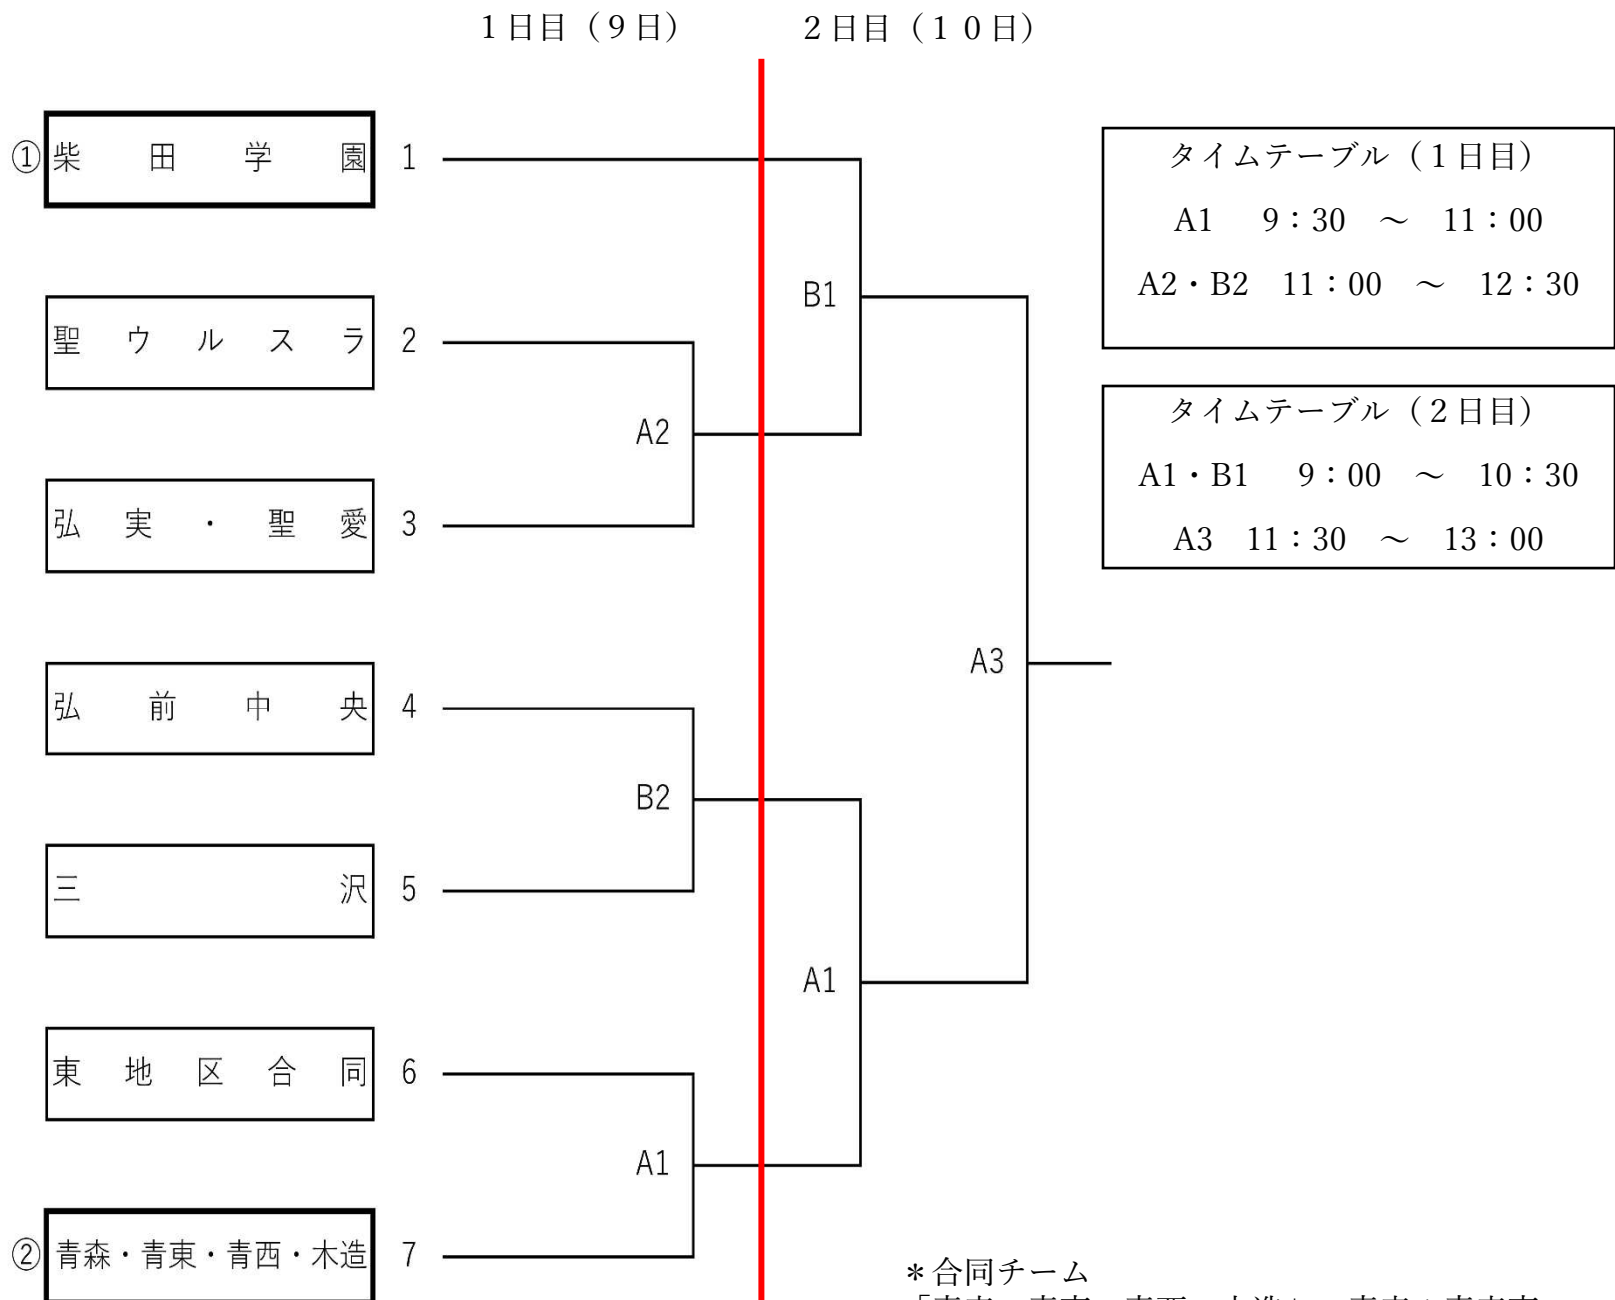 1日目（9日）　2日目（１０日）
①柴田学園 1
聖ウルスラ 2
弘実・聖愛 3
弘前中央 4
三沢 5
東地区合同 6
②青森・青東・青西・木造 7
A2
B2
A1
B1
A1
A3
タイムテーブル（1日目）
A1　9：30　～　11：00
A2・B2　11：00　～　12：30
タイムテーブル（2日目）
A1・B1　9：00　～　10：30
A3　11：30　～　13：00
＊合同チーム